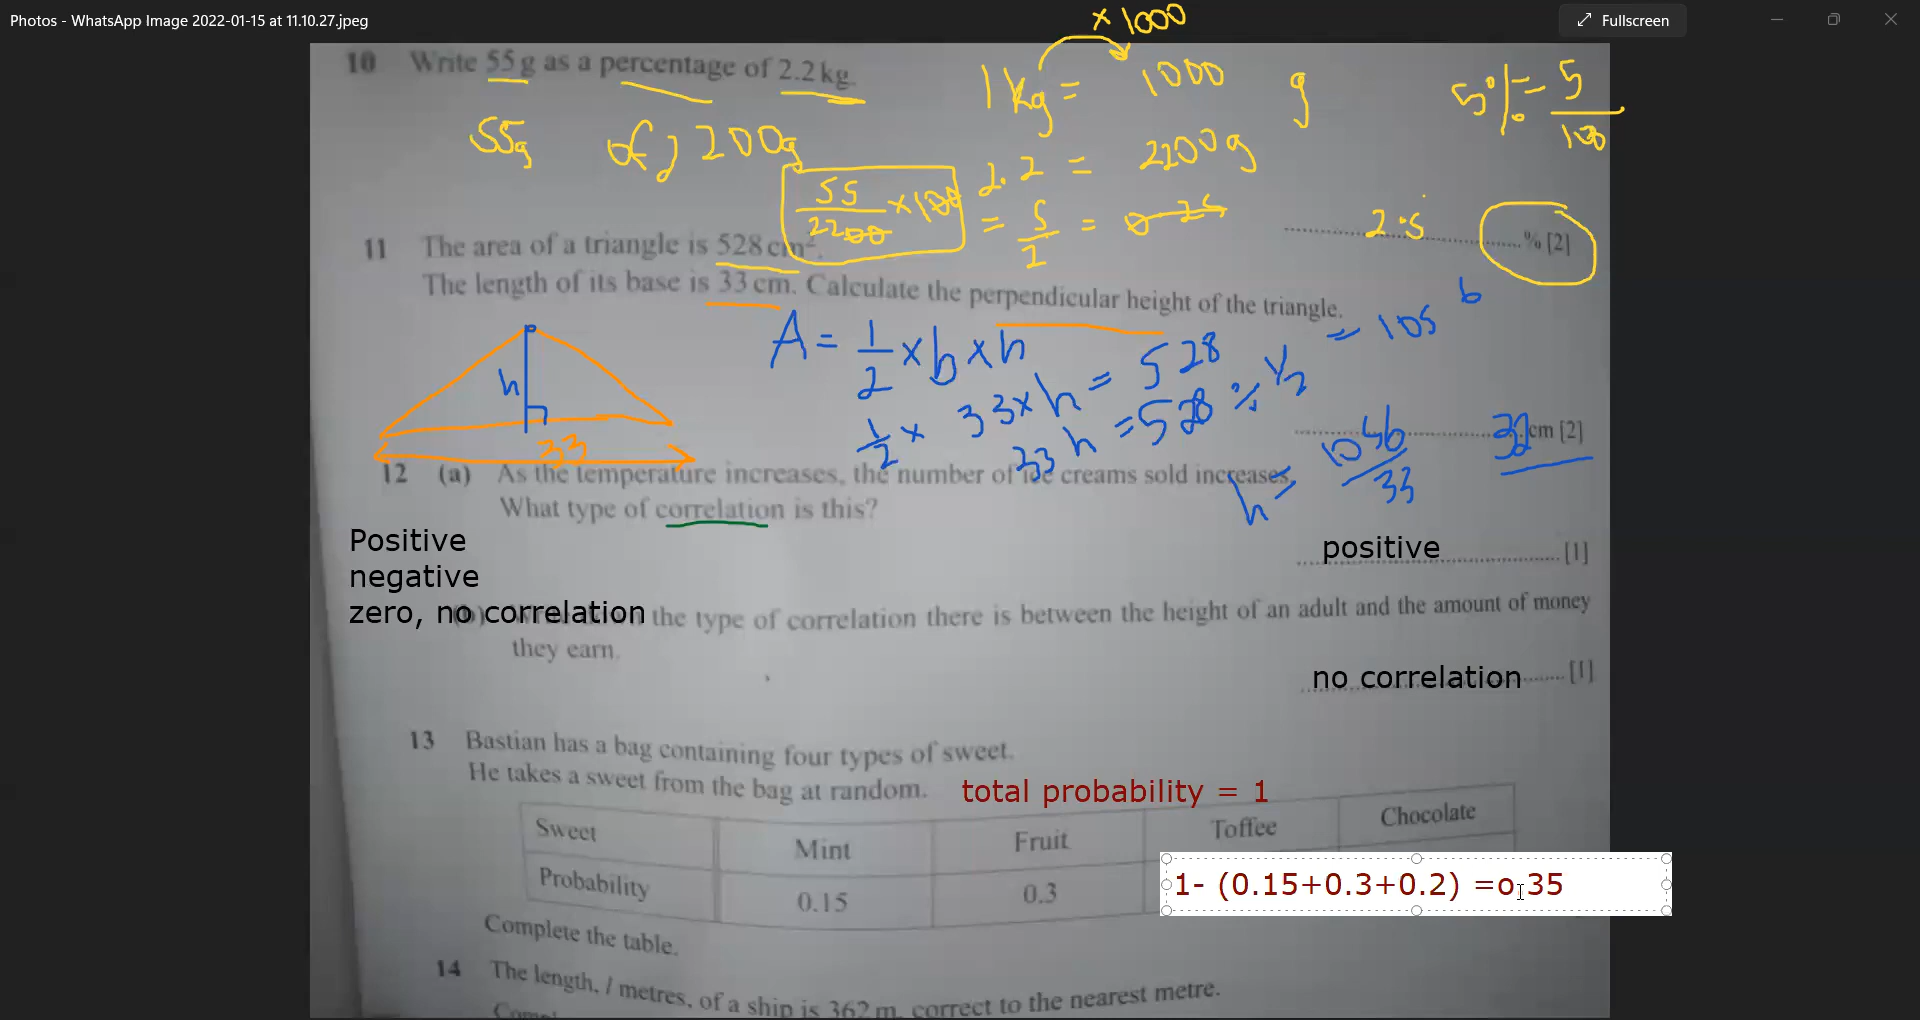 Photos - WhatsApp Image 2022-01-15 at 11.10.27.jpeg
Fullscreen
× 1000
10 Write 55 g as a percentage of 2.2 kg.
1 kg = 1000 g
5% = 5/100
55g of 2200g
2.2 = 2200g
55/2200 × 100 = 5/2 =
2.5 % [2]
11 The area of a triangle is 528 cm².
The length of its base is 33 cm. Calculate the perpendicular height of the triangle.
A = 1/2 × b × h
1/2 × 33 × h = 528
33 h = 528 ÷ 1/2 = 1056
h
33
h = 1056/33
32 cm [2]
12 (a) As the temperature increases, the number of ice creams sold increases.
What type of correlation is this?
Positive
negative
zero, no correlation
positive [1]
(b) the type of correlation there is between the height of an adult and the amount of money
they earn.
no correlation [1]
13 Bastian has a bag containing four types of sweet.
He takes a sweet from the bag at random.
total probability = 1
Sweet Mint Fruit Toffee Chocolate
Probability 0.15 0.3
1- (0.15+0.3+0.2) =o.35
Complete the table.
14 The length, l metres, of a ship is 362 m, correct to the nearest metre.